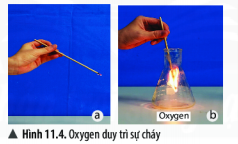 a
Oxygen
b
▲ Hình 11.4. Oxygen duy trì sự cháy